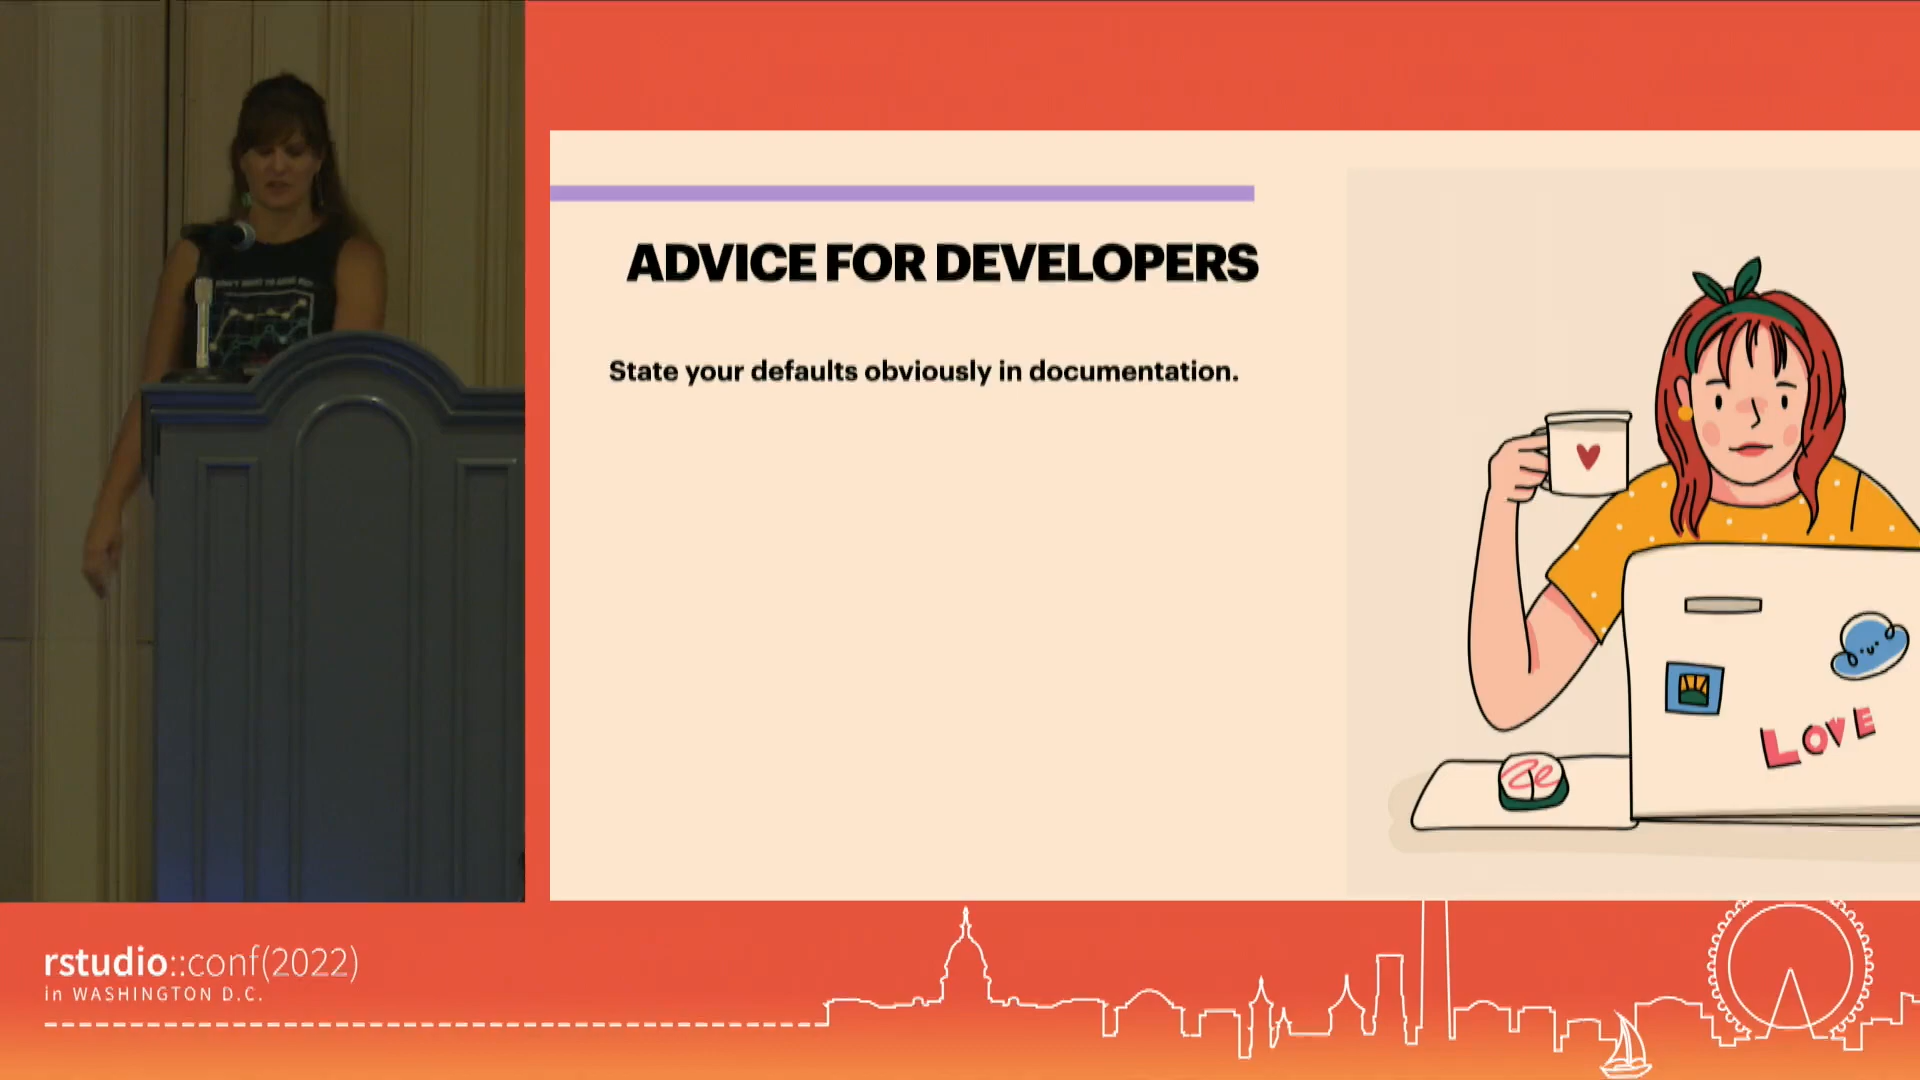 ADVICE FOR DEVELOPERS
State your defaults obviously in documentation.
LOVE
rstudio::conf(2022)
in WASHINGTON D.C.